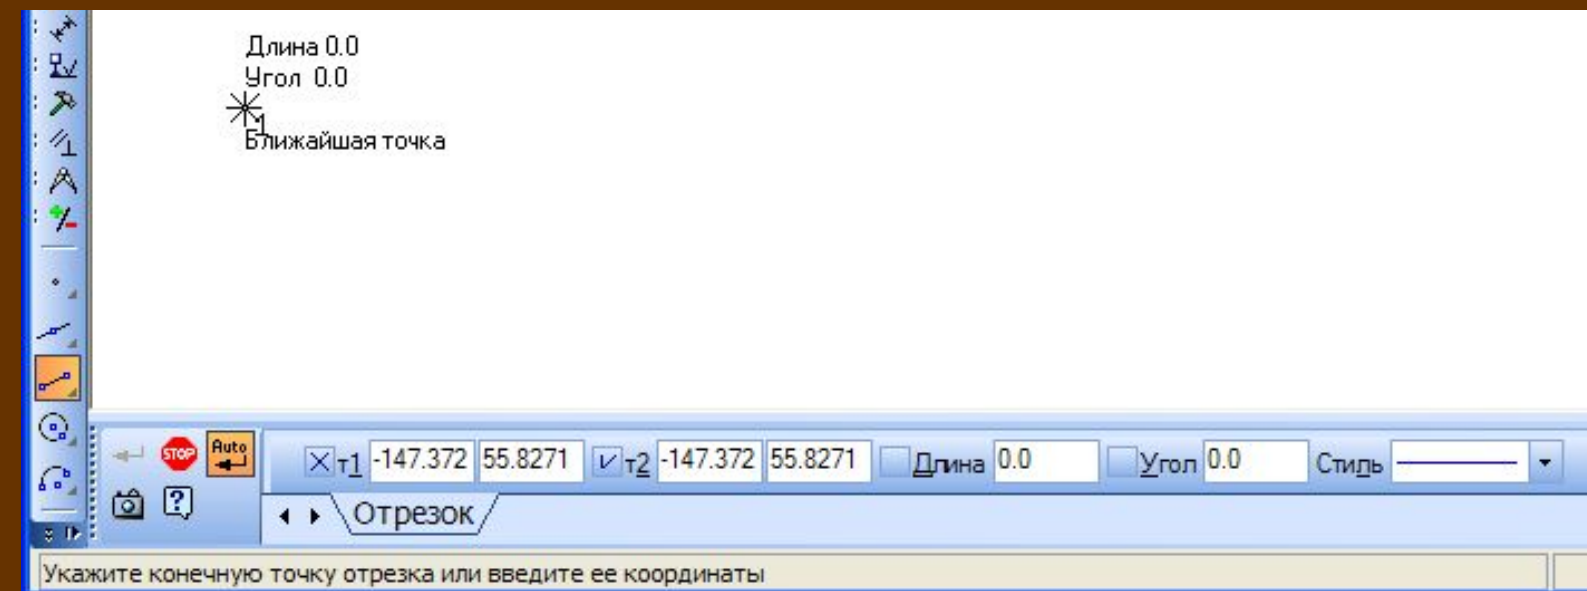 Длина 0.0
Угол 0.0
1
Ближайшая точка
STOP Auto т1 -147.372 55.8271 т2 -147.372 55.8271 Длина 0.0 Угол 0.0 Стиль
?
Отрезок
Укажите конечную точку отрезка или введите ее координаты